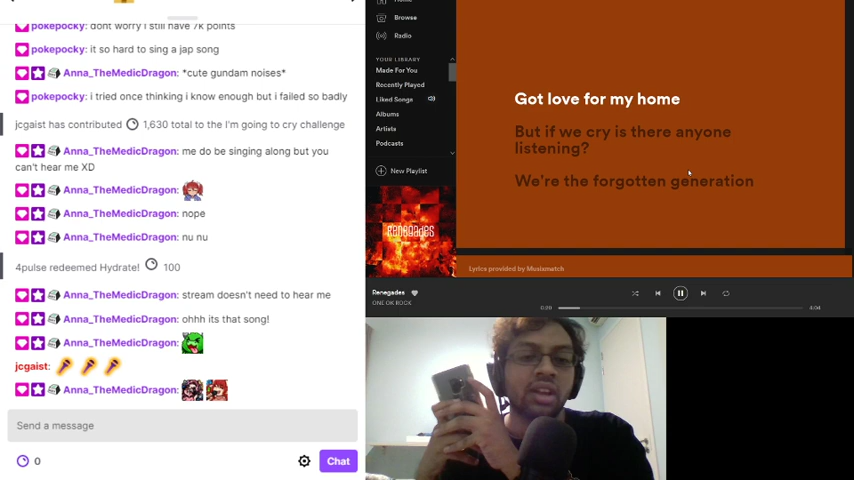 pokepocky: dont worry i still have 7k points
pokepocky: it so hard to sing a jap song
Anna_TheMedicDragon: *cute gundam noises*
pokepocky: i tried once thinking i know enough but i failed so badly
jcgaist has contributed 1,630 total to the I'm going to cry challenge
Anna_TheMedicDragon: me do be singing along but you
can't hear me XD
Anna_TheMedicDragon:
Anna_TheMedicDragon: nope
Anna_TheMedicDragon: nu nu
4pulse redeemed Hydrate! 100
Anna_TheMedicDragon: stream doesn't need to hear me
Anna_TheMedicDragon: ohhh its that song!
Anna_TheMedicDragon:
jcgaist:
Anna_TheMedicDragon:
Send a message
0
Chat
Browse
Radio
YOUR LIBRARY
Made For You
Recently Played
Liked Songs
Albums
Artists
Podcasts
New Playlist
RENEGADES
Renegades
ONE OK ROCK
Got love for my home
But if we cry is there anyone
listening?
We're the forgotten generation
Lyrics provided by Musixmatch
0:29
4:04